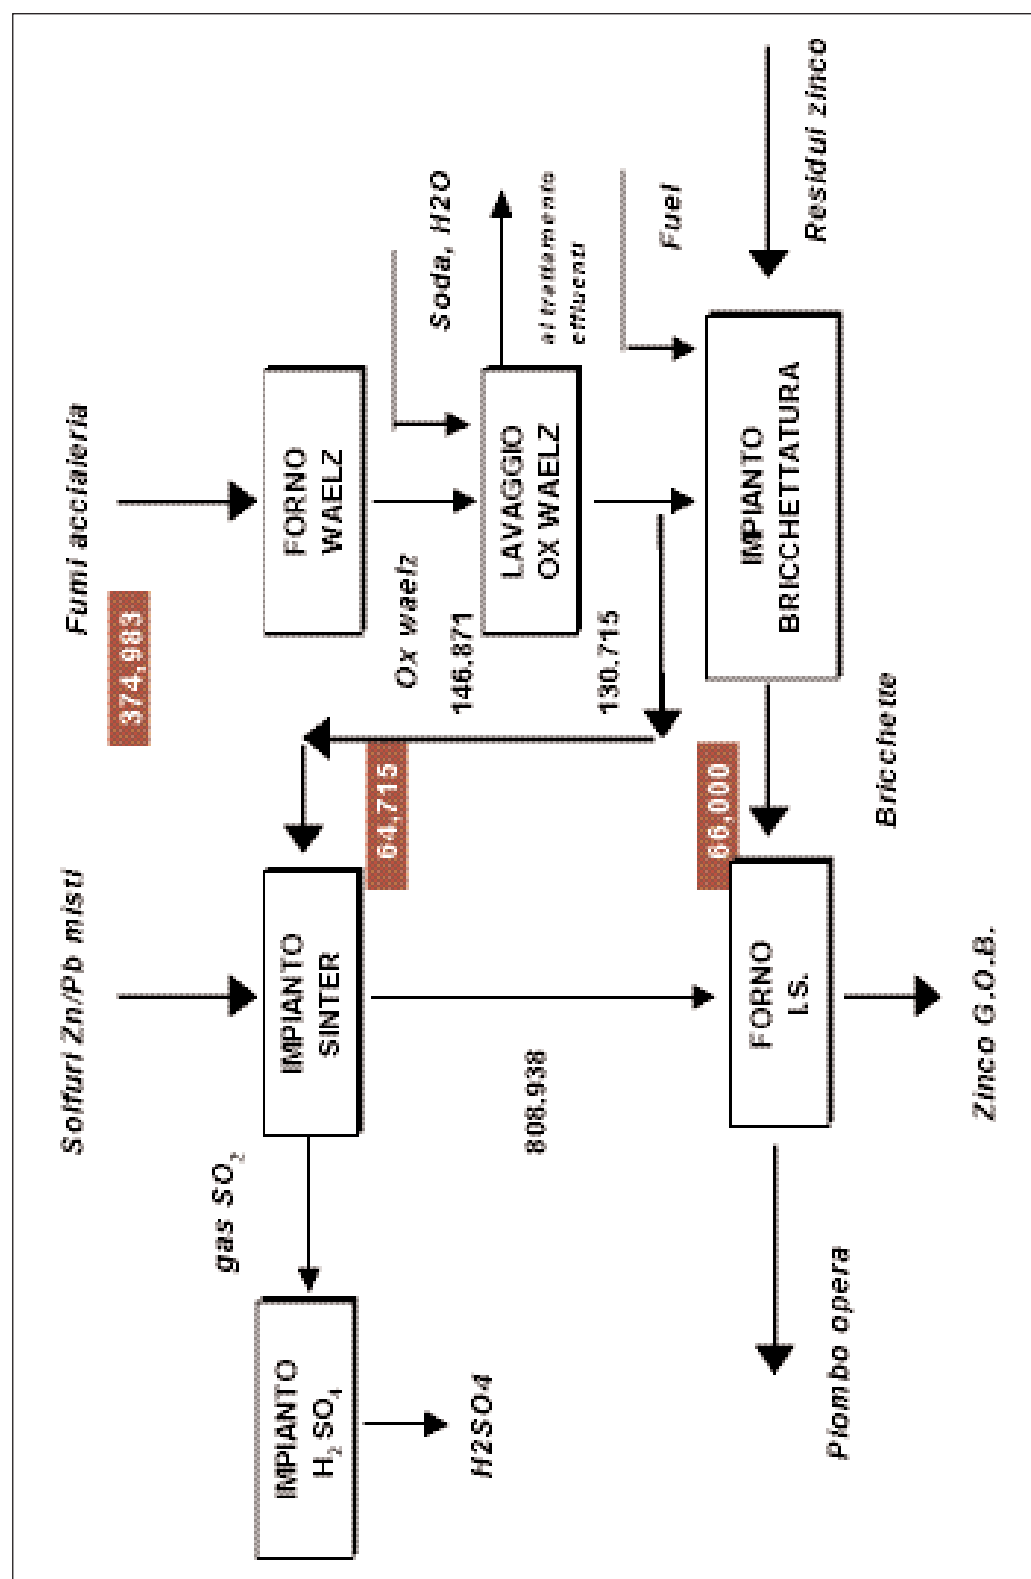 Fumi acciaieria
374,983
Solfuri Zn/Pb misti
FORNO
WAELZ
IMPIANTO
SINTER
gas SO₂
IMPIANTO
H₂ SO₄
Ox waelz
146.871
Soda, H2O
64,715
H2SO4
LAVAGGIO
OX WAELZ
al trattamento
effluenti
130.715
808.938
Fuel
66,000
IMPIANTO
BRICCHETTATURA
Residui zinco
FORNO
I.S.
Bricchette
Piombo opera
Zinco G.O.B.